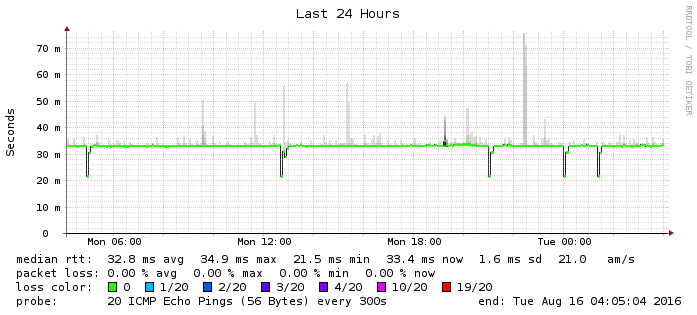 Last 24 Hours
RRDTOOL / TOBI OETIKER
Seconds
70 m
60 m
50 m
40 m
30 m
20 m
10 m
0
Mon 06:00 Mon 12:00 Mon 18:00 Tue 00:00
median rtt: 32.8 ms avg 34.9 ms max 21.5 ms min 33.4 ms now 1.6 ms sd 21.0 am/s
packet loss: 0.00 % avg 0.00 % max 0.00 % min 0.00 % now
loss color: 0 1/20 2/20 3/20 4/20 10/20 19/20
probe: 20 ICMP Echo Pings (56 Bytes) every 300s end: Tue Aug 16 04:05:04 2016